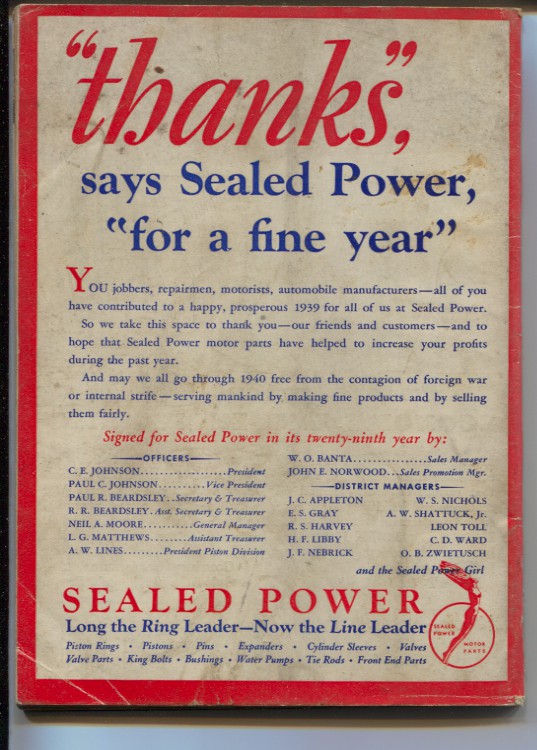 "thanks",
says Sealed Power,
"for a fine year"
YOU jobbers, repairmen, motorists, automobile manufacturers—all of you
have contributed to a happy, prosperous 1939 for all of us at Sealed Power.
So we take this space to thank you—our friends and customers—and to
hope that Sealed Power motor parts have helped to increase your profits
during the past year.
And may we all go through 1940 free from the contagion of foreign war
or internal strife—serving mankind by making fine products and by selling
them fairly.
Signed for Sealed Power in its twenty-ninth year by:
OFFICERS
C. E. JOHNSON..................President
PAUL C. JOHNSON.........Vice President
PAUL R. BEARDSLEY..Secretary & Treasurer
R. R. BEARDSLEY.Asst. Secretary & Treasurer
NEIL A. MOORE...........General Manager
L. G. MATTHEWS........Assistant Treasurer
A. W. LINES.........President Piston Division
W. O. BANTA.................Sales Manager
JOHN E. NORWOOD...Sales Promotion Mgr.
DISTRICT MANAGERS
J. C. APPLETON W. S. NICHOLS
E. S. GRAY A. W. SHATTUCK, Jr.
R. S. HARVEY LEON TOLL
H. F. LIBBY C. D. WARD
J. F. NEBRICK O. B. ZWIETUSCH
and the Sealed Power Girl
SEALED POWER
Long the Ring Leader—Now the Line Leader
Piston Rings • Pistons • Pins • Expanders • Cylinder Sleeves • Valves
Valve Parts • King Bolts • Bushings • Water Pumps • Tie Rods • Front End Parts
SEALED POWER
MOTOR PARTS